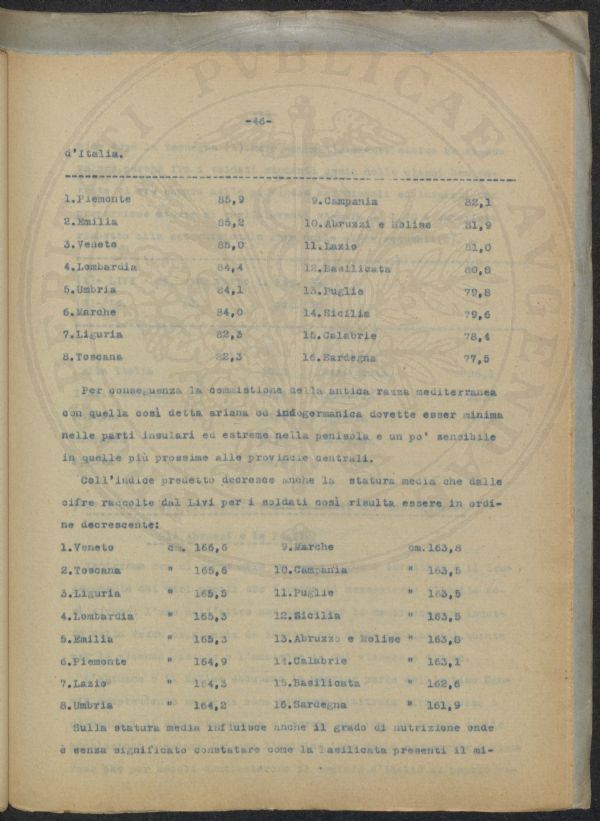 -46-
d'Italia.
1.Piemonte 85,9 9.Campania 82,1
2.Emilia 85,2 10.Abruzzi e Molise 81,9
3.Veneto 85,0 11.Lazio 81,0
4.Lombardia 84,4 12.Basilicata 80,8
5.Umbria 84,1 13.Puglie 79,8
6.Marche 84,0 14.Sicilia 79,6
7.Liguria 82,3 15.Calabrie 78,4
8.Toscana 82,3 16.Sardegna 77,5
Per conseguenza la commistione della antica razza mediterranea
con quella così detta ariana od indogermanica dovette esser minima
nelle parti insulari ed estreme nella penisola e un po' sensibile
in quelle più prossime alle provincie centrali.
Coll'indice predetto decresce anche la statura media che dalle
cifre raccolte dal Livi per i soldati così risulta essere in ordi-
ne decrescente:
1.Veneto cm. 166,6 9.Marche cm.163,8
2.Toscana " 165,6 10.Campania " 163,5
3.Liguria " 165,5 11.Puglie " 163,5
4.Lombardia " 165,3 12.Sicilia " 163,5
5.Emilia " 165,3 13.Abruzzo e Molise "
6.Piemonte " 164,9 14.Calabrie " 163,1
7.Lazio " 164,3 15.Basilicata " 162,6
8.Umbria " 164,2 16.Sardegna " 161,9
Sulla statura media influisce anche il grado di nutrizione onde
è senza significato constatare come la Basilicata presenti il mi-